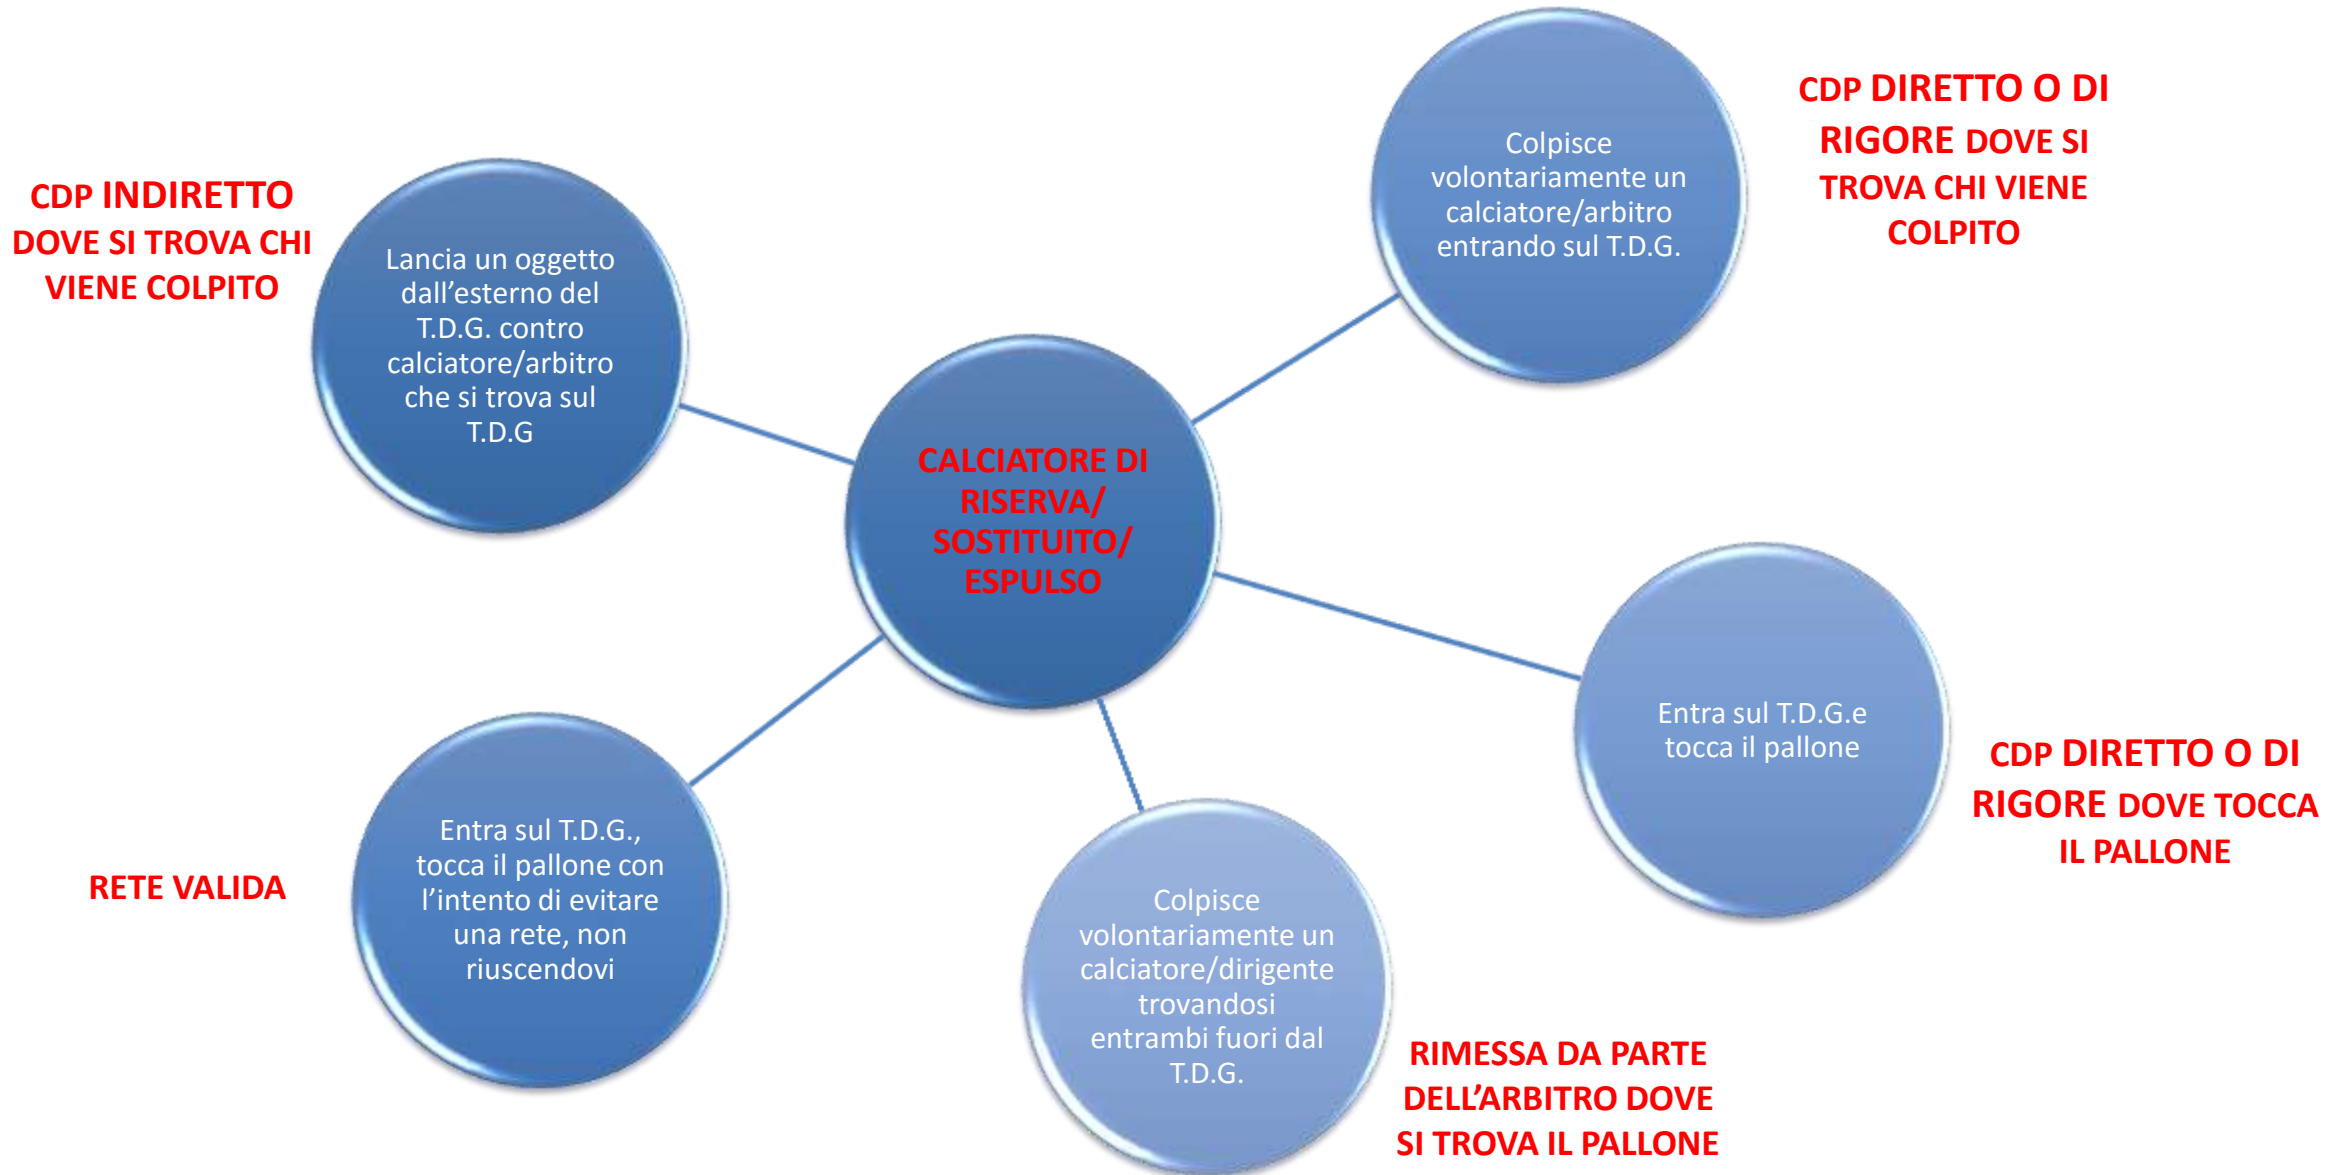 CDP DIRETTO O DI
RIGORE DOVE SI
TROVA CHI VIENE
COLPITO
Colpisce
volontariamente un
calciatore/arbitro
entrando sul T.D.G.
CDP INDIRETTO
DOVE SI TROVA CHI
VIENE COLPITO
Lancia un oggetto
dall’esterno del
T.D.G. contro
calciatore/arbitro
che si trova sul
T.D.G
CALCIATORE DI
RISERVA/
SOSTITUITO/
ESPULSO
Entra sul T.D.G.e
tocca il pallone
CDP DIRETTO O DI
RIGORE DOVE TOCCA
IL PALLONE
RETE VALIDA
Entra sul T.D.G.,
tocca il pallone con
l’intento di evitare
una rete, non
riuscendovi
Colpisce
volontariamente un
calciatore/dirigente
trovandosi
entrambi fuori dal
T.D.G.
RIMESSA DA PARTE
DELL’ARBITRO DOVE
SI TROVA IL PALLONE